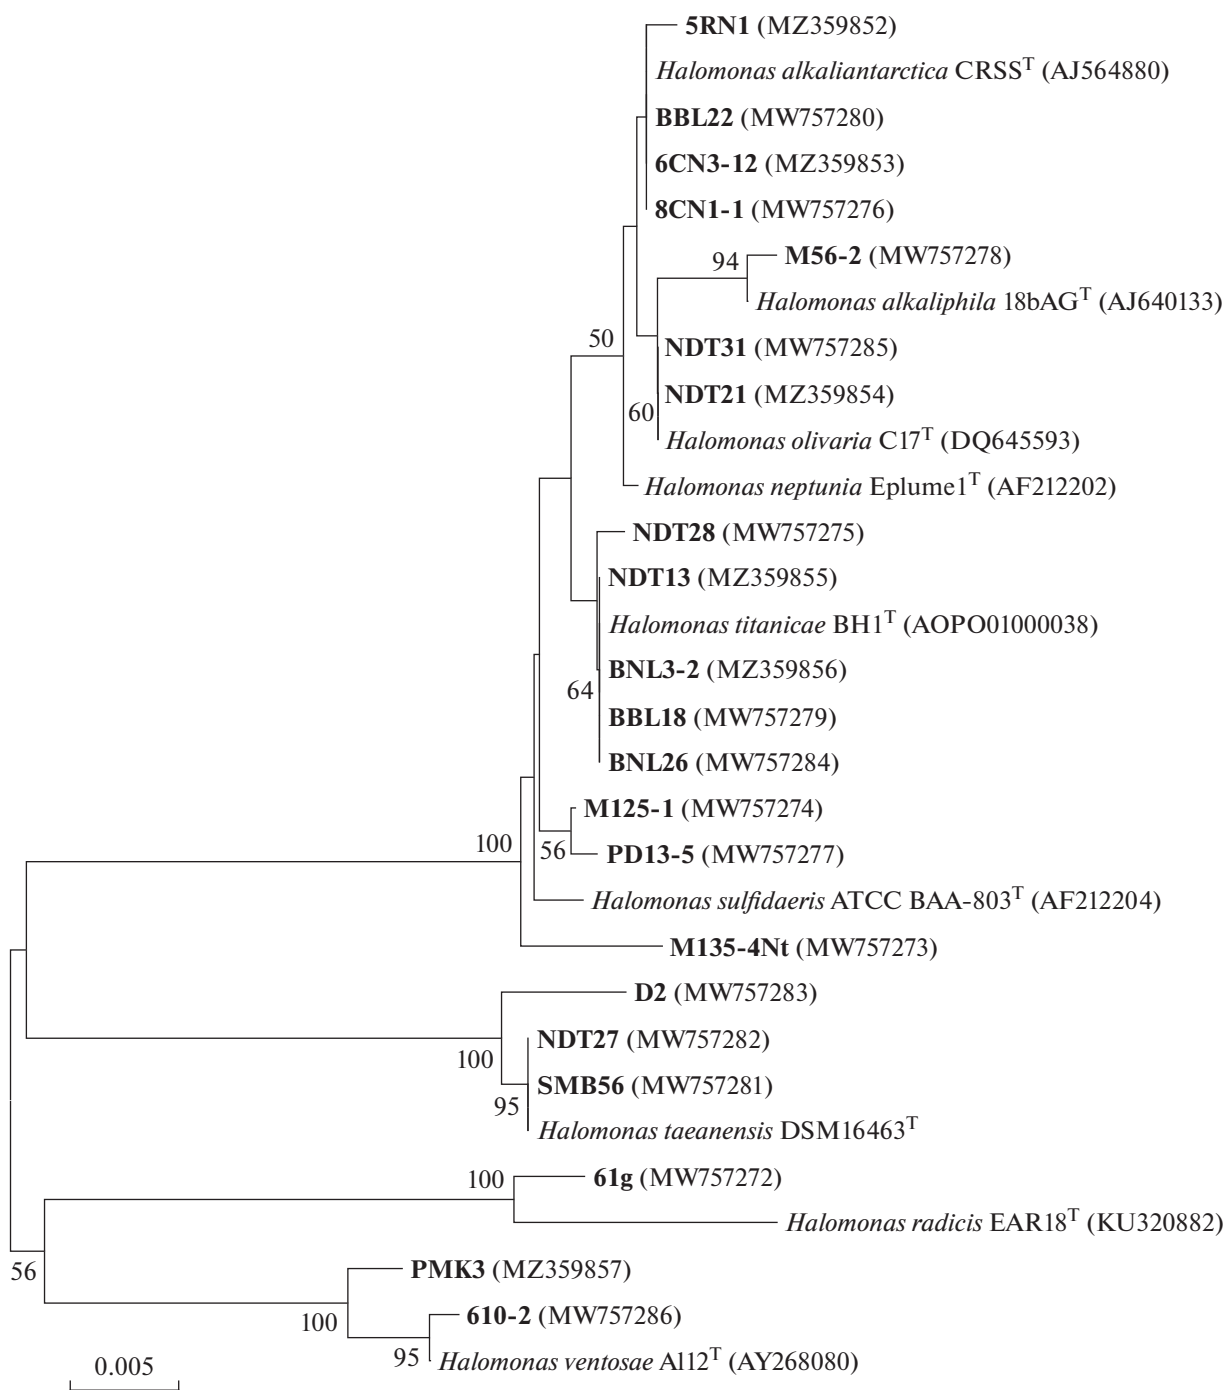 5RN1 (MZ359852)
Halomonas alkaliantarctica CRSSᵀ (AJ564880)
BBL22 (MW757280)
6CN3-12 (MZ359853)
8CN1-1 (MW757276)
94
M56-2 (MW757278)
Halomonas alkaliphila 18bAGᵀ (AJ640133)
50
NDT31 (MW757285)
NDT21 (MZ359854)
60
Halomonas olivaria C17ᵀ (DQ645593)
Halomonas neptunia Eplume1ᵀ (AF212202)
NDT28 (MW757275)
NDT13 (MZ359855)
Halomonas titanicae BH1ᵀ (AOPO01000038)
BNL3-2 (MZ359856)
64
BBL18 (MW757279)
BNL26 (MW757284)
M125-1 (MW757274)
100
56
PD13-5 (MW757277)
Halomonas sulfidaeris ATCC BAA-803ᵀ (AF212204)
M135-4Nt (MW757273)
D2 (MW757283)
NDT27 (MW757282)
100
SMB56 (MW757281)
95
Halomonas taeanensis DSM16463ᵀ
100
61g (MW757272)
Halomonas radicis EAR18ᵀ (KU320882)
56
PMK3 (MZ359857)
100
610-2 (MW757286)
95
Halomonas ventosae Al12ᵀ (AY268080)
0.005